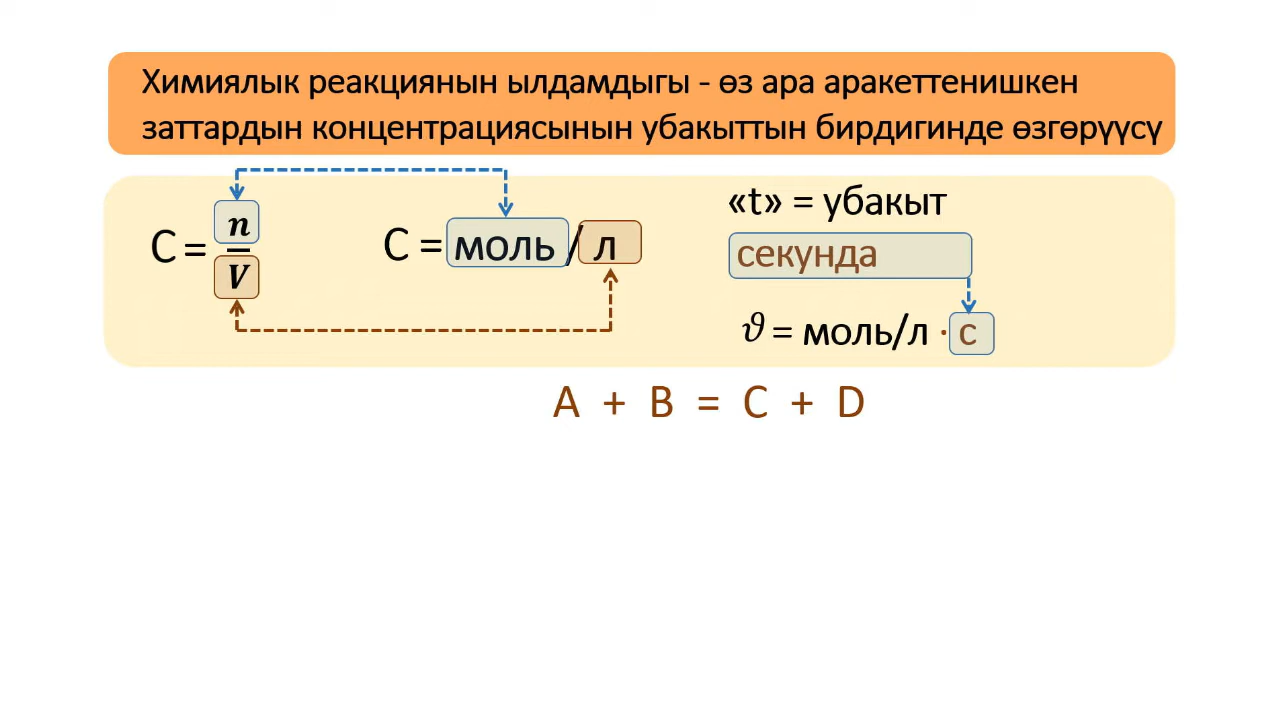 Химиялык реакциянын ылдамдыгы - өз ара аракеттенишкен
заттардын концентрациясынын убакыттын бирдигинде өзгөрүүсү
C = n/V
C = моль/л
«t» = убакыт
секунда
𝜗 = моль/л · с
A + B = C + D